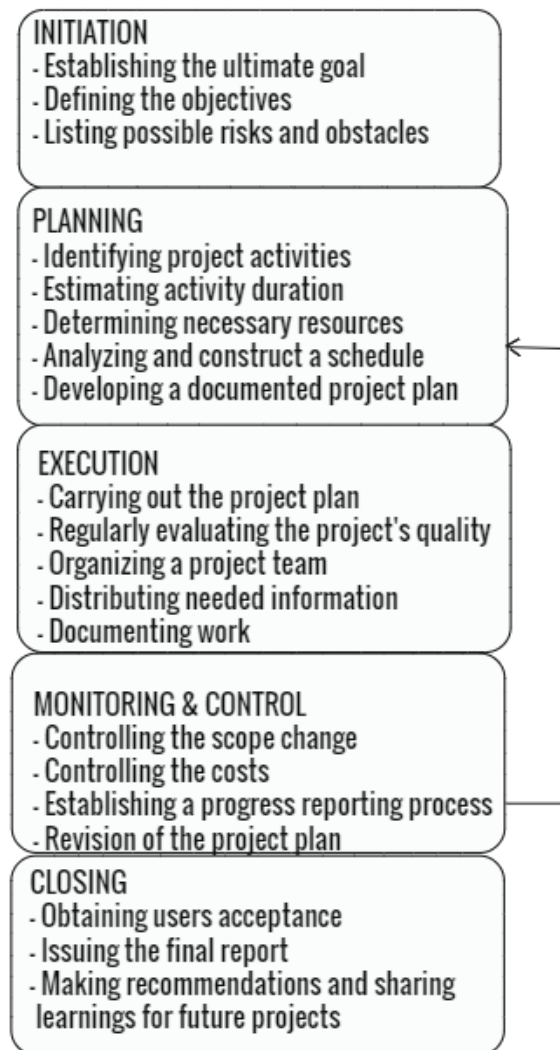 INITIATION
- Establishing the ultimate goal
- Defining the objectives
- Listing possible risks and obstacles
PLANNING
- Identifying project activities
- Estimating activity duration
- Determining necessary resources
- Analyzing and construct a schedule
- Developing a documented project plan
EXECUTION
- Carrying out the project plan
- Regularly evaluating the project's quality
- Organizing a project team
- Distributing needed information
- Documenting work
MONITORING & CONTROL
- Controlling the scope change
- Controlling the costs
- Establishing a progress reporting process
- Revision of the project plan
CLOSING
- Obtaining users acceptance
- Issuing the final report
- Making recommendations and sharing
learnings for future projects